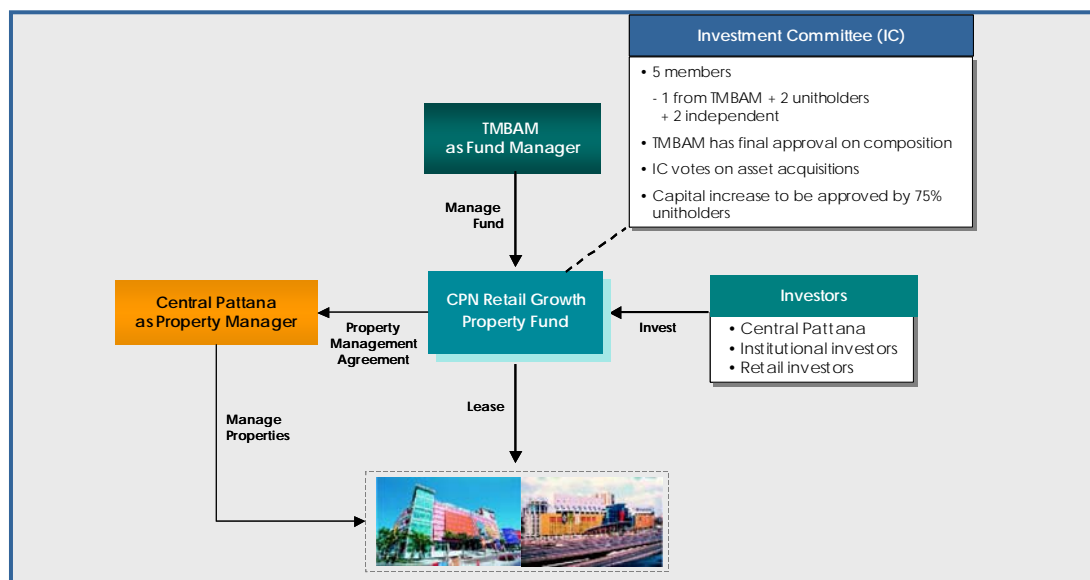 Investment Committee (IC)
• 5 members
- 1 from TMBAM + 2 unitholders
+ 2 independent
• TMBAM has final approval on composition
• IC votes on asset acquisitions
• Capital increase to be approved by 75%
unitholders
TMBAM
as Fund Manager
Manage
Fund
Central Pattana
as Property Manager
Property
Management
Agreement
CPN Retail Growth
Property Fund
Invest
Investors
• Central Pattana
• Institutional investors
• Retail investors
Lease
Manage
Properties